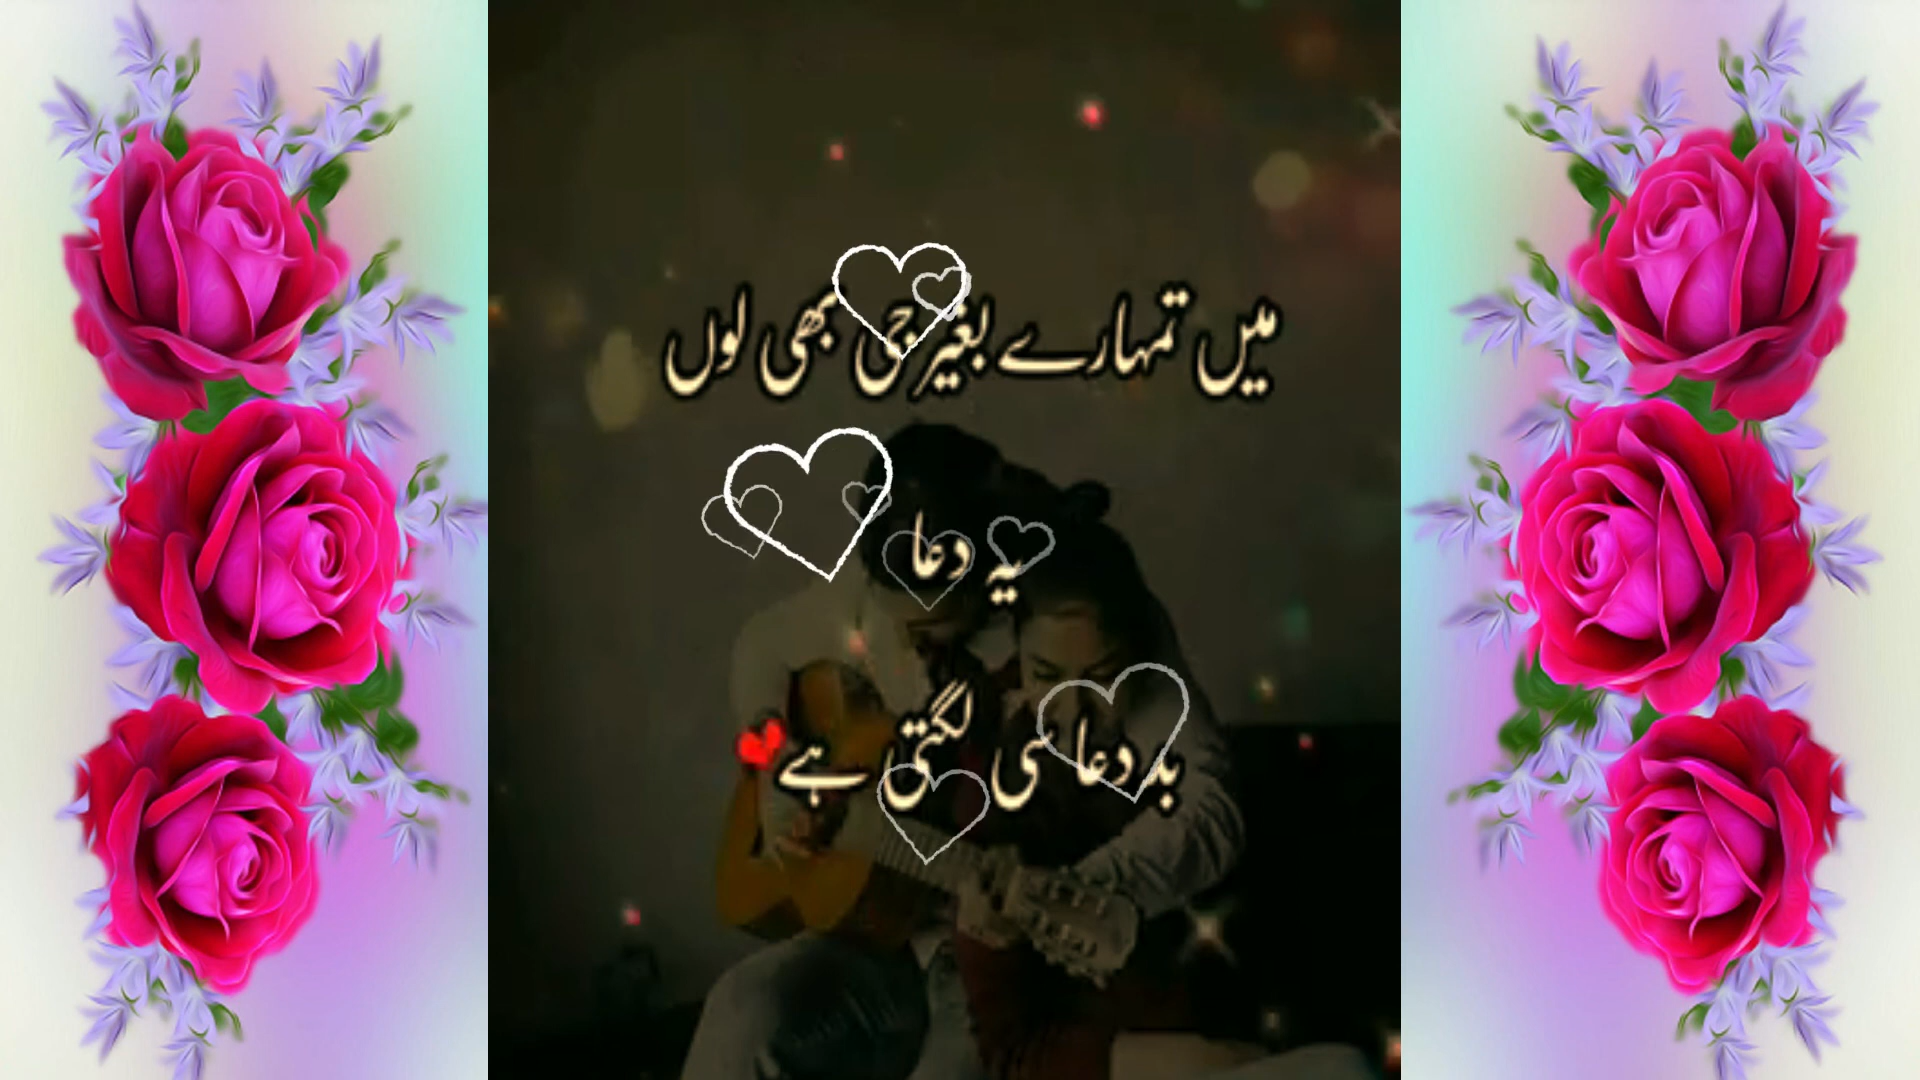 میں تمہارے بغیر جی بھی لوں
یہ دعا
بد دعا سی لگتی ہے